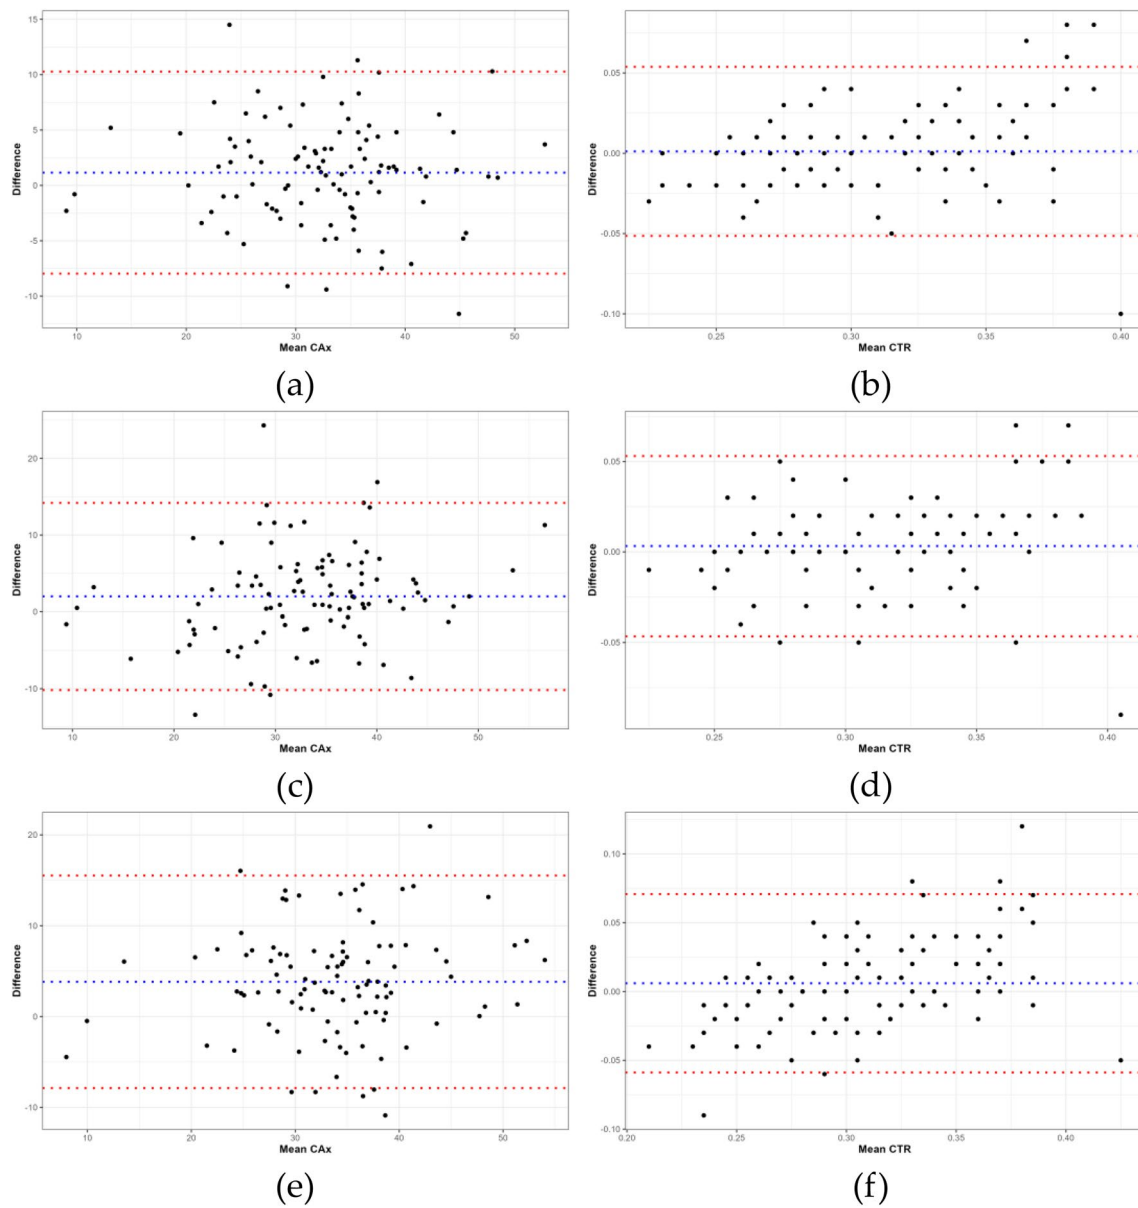 15
10
5
0
-5
-10
Difference
10 20 30 40 50
Mean CAx
(a)
0.05
0.00
-0.05
-0.10
Difference
0.25 0.30 0.35 0.40
Mean CTR
(b)
20
10
0
-10
Difference
10 20 30 40 50
Mean CAx
(c)
0.05
0.00
-0.05
Difference
0.25 0.30 0.35 0.40
Mean CTR
(d)
20
10
0
-10
Difference
10 20 30 40 50
Mean CAx
(e)
0.10
0.05
0.00
-0.05
-0.10
Difference
0.20 0.25 0.30 0.35 0.40
Mean CTR
(f)